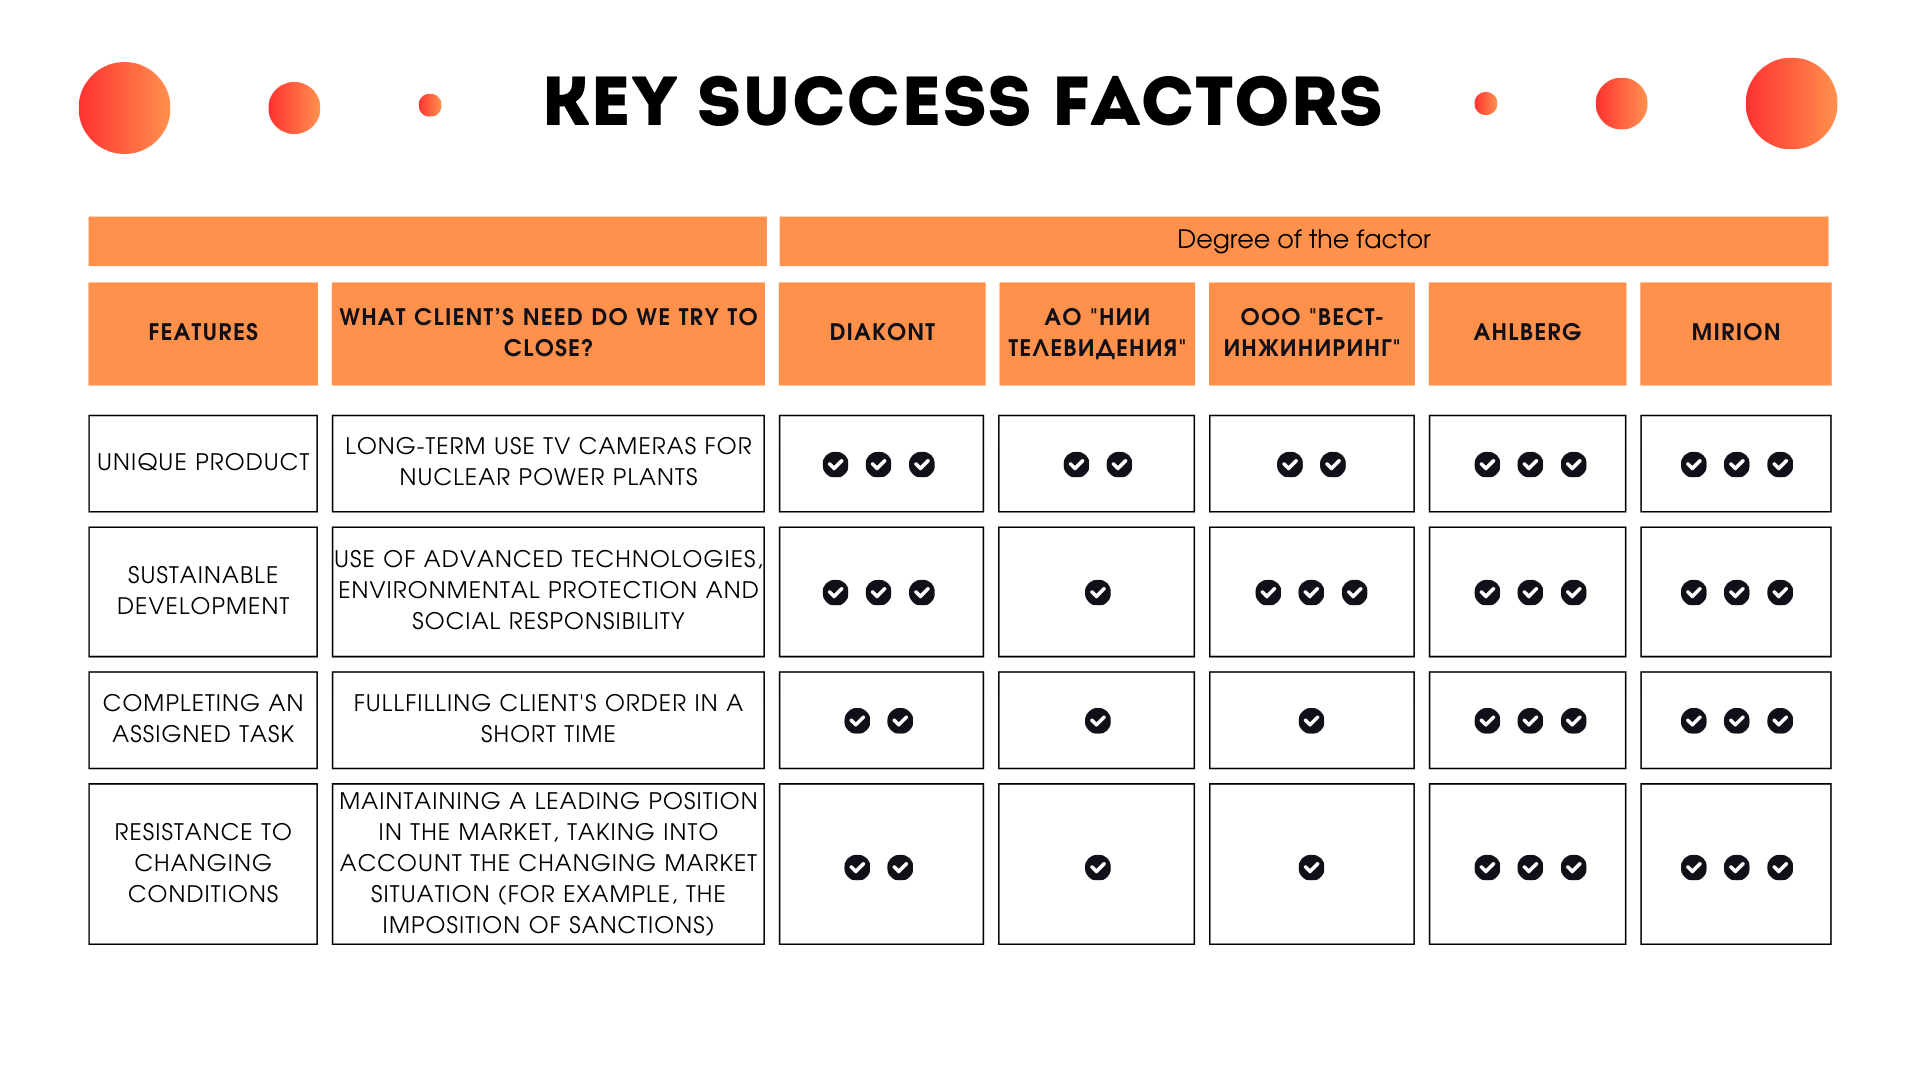 KEY SUCCESS FACTORS
Degree of the factor
FEATURES
WHAT CLIENT’S NEED DO WE TRY TO
CLOSE?
DIAKONT
АО "НИИ
ТЕЛЕВИДЕНИЯ"
ООО "ВЕСТ-
ИНЖИНИРИНГ"
AHLBERG
MIRION
UNIQUE PRODUCT
LONG-TERM USE TV CAMERAS FOR
NUCLEAR POWER PLANTS
SUSTAINABLE
DEVELOPMENT
USE OF ADVANCED TECHNOLOGIES,
ENVIRONMENTAL PROTECTION AND
SOCIAL RESPONSIBILITY
COMPLETING AN
ASSIGNED TASK
FULLFILLING CLIENT'S ORDER IN A
SHORT TIME
RESISTANCE TO
CHANGING
CONDITIONS
MAINTAINING A LEADING POSITION
IN THE MARKET, TAKING INTO
ACCOUNT THE CHANGING MARKET
SITUATION (FOR EXAMPLE, THE
IMPOSITION OF SANCTIONS)